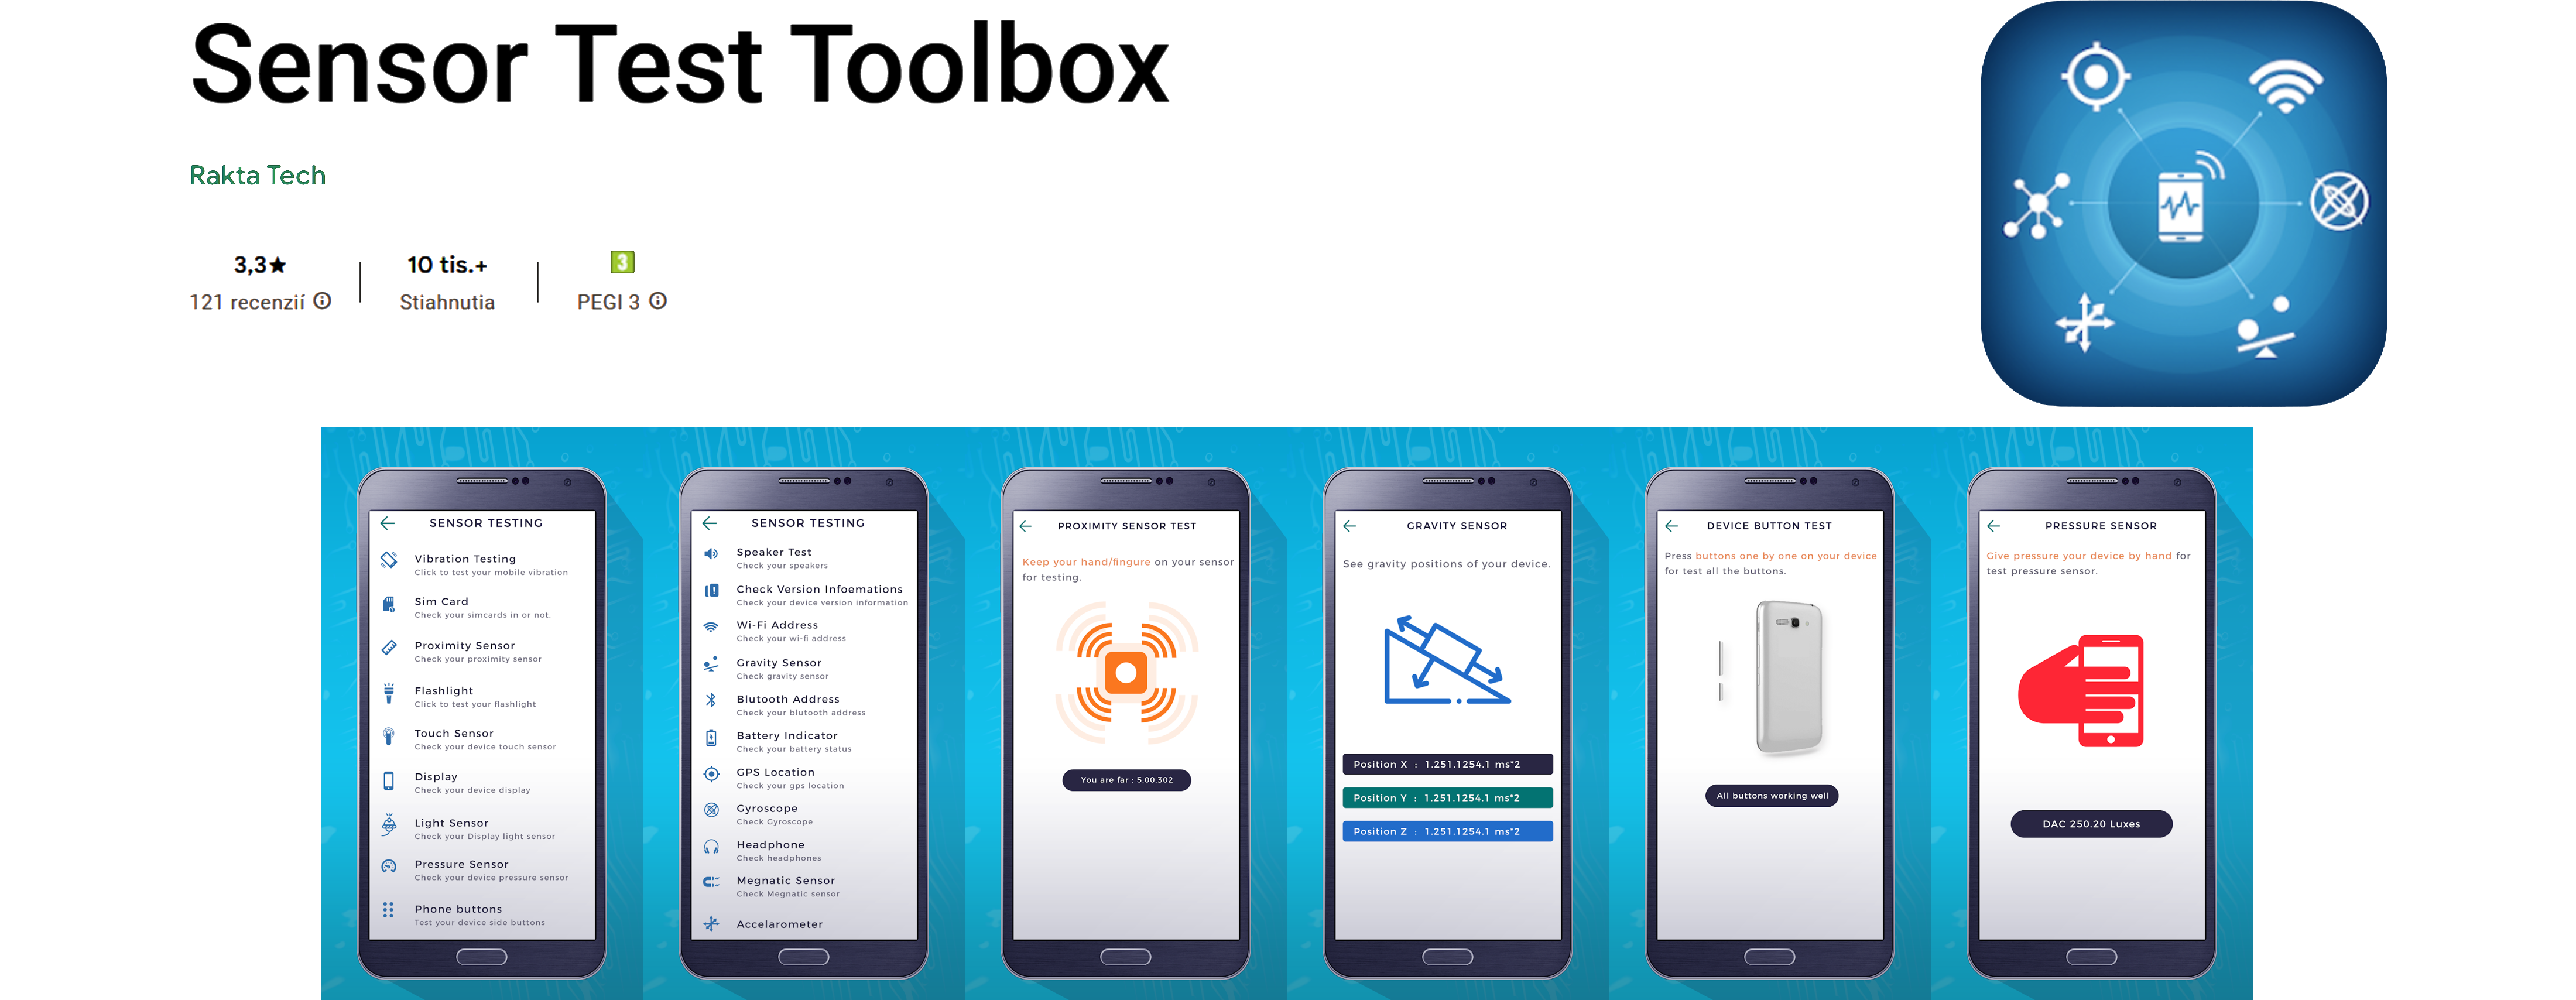 Sensor Test Toolbox
Rakta Tech
3,3★
121 recenzií
10 tis.+
Stiahnutia
3
PEGI 3
SENSOR TESTING
Vibration Testing
Click to test your mobile vibration
Sim Card
Check your simcards in or not.
Proximity Sensor
Check your proximity sensor
Flashlight
Click to test your flashlight
Touch Sensor
Check your device touch sensor
Display
Check your device display
Light Sensor
Check your Display light sensor
Pressure Sensor
Check your device pressure sensor
Phone buttons
Test your device side buttons
SENSOR TESTING
Speaker Test
Check your speakers
Check Version Infoemations
Check your device version information
Wi-Fi Address
Check your wi-fi address
Gravity Sensor
Check gravity sensor
Blutooth Address
Check your blutooth address
Battery Indicator
Check your battery status
GPS Location
Check your gps location
Gyroscope
Check Gyroscope
Headphone
Check headphones
Megnatic Sensor
Check Megnatic sensor
Accelarometer
PROXIMITY SENSOR TEST
Keep your hand/fingure on your sensor
for testing.
You are far : 5.00.302
GRAVITY SENSOR
See gravity positions of your device.
Position X : 1.251.1254.1 ms*2
Position Y : 1.251.1254.1 ms*2
Position Z : 1.251.1254.1 ms*2
DEVICE BUTTON TEST
Press buttons one by one on your device
for test all the buttons.
All buttons working well
PRESSURE SENSOR
Give pressure your device by hand for
test pressure sensor.
DAC 250.20 Luxes